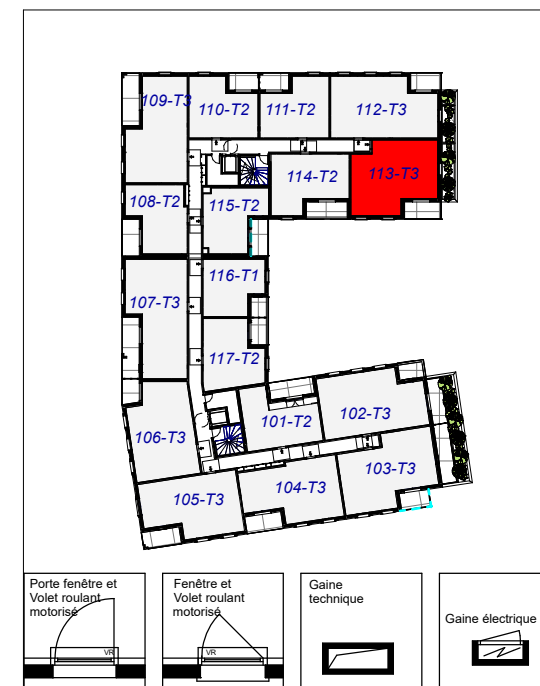 109-T3
110-T2
111-T2
112-T3
113-T3
114-T2
108-T2
115-T2
116-T1
107-T3
117-T2
101-T2
102-T3
106-T3
103-T3
104-T3
105-T3
Porte fenêtre et
Volet roulant
motorisé
VR
Fenêtre et
Volet roulant
motorisé
VR
Gaine
technique
Gaine électrique